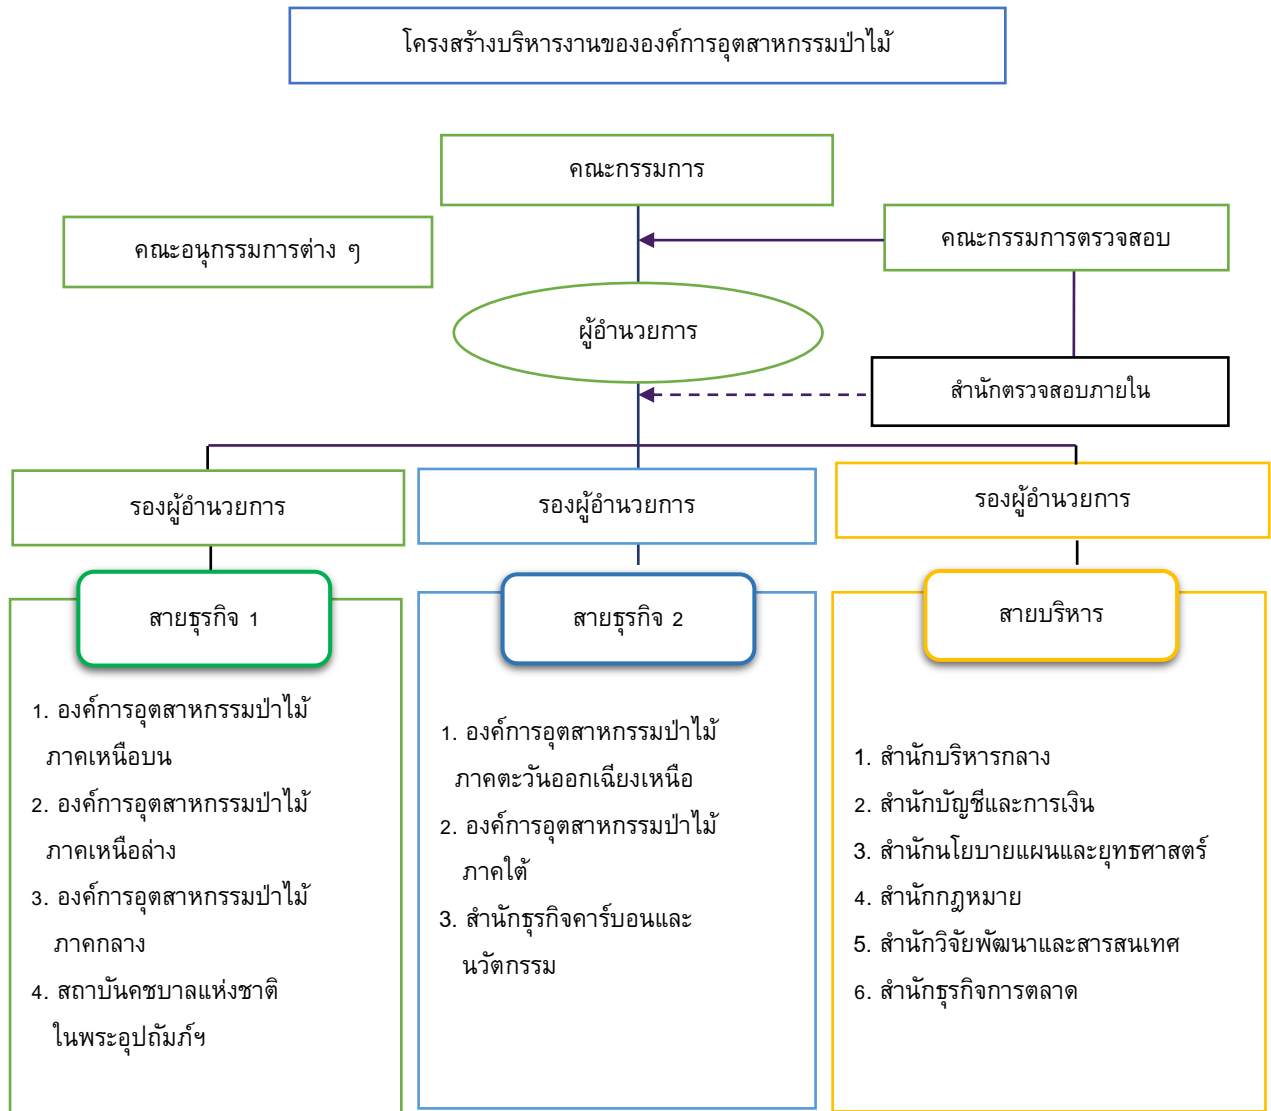 โครงสร้างบริหารงานขององค์การอุตสาหกรรมป่าไม้
คณะกรรมการ
คณะอนุกรรมการต่าง ๆ
คณะกรรมการตรวจสอบ
ผู้อำนวยการ
สำนักตรวจสอบภายใน
รองผู้อำนวยการ
สายธุรกิจ 1
1. องค์การอุตสาหกรรมป่าไม้
ภาคเหนือบน
2. องค์การอุตสาหกรรมป่าไม้
ภาคเหนือล่าง
3. องค์การอุตสาหกรรมป่าไม้
ภาคกลาง
4. สถาบันคชบาลแห่งชาติ
ในพระอุปถัมภ์ฯ
รองผู้อำนวยการ
สายธุรกิจ 2
1. องค์การอุตสาหกรรมป่าไม้
ภาคตะวันออกเฉียงเหนือ
2. องค์การอุตสาหกรรมป่าไม้
ภาคใต้
3. สำนักธุรกิจคาร์บอนและ
นวัตกรรม
รองผู้อำนวยการ
สายบริหาร
1. สำนักบริหารกลาง
2. สำนักบัญชีและการเงิน
3. สำนักนโยบายแผนและยุทธศาสตร์
4. สำนักกฎหมาย
5. สำนักวิจัยพัฒนาและสารสนเทศ
6. สำนักธุรกิจการตลาด